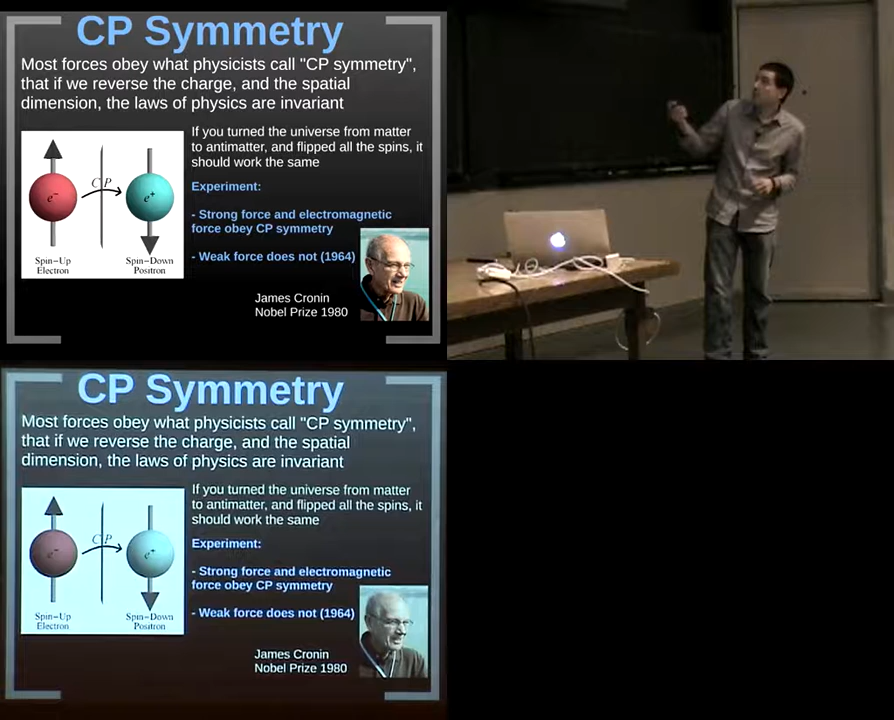 CP Symmetry
Most forces obey what physicists call "CP symmetry",
that if we reverse the charge, and the spatial
dimension, the laws of physics are invariant
If you turned the universe from matter
to antimatter, and flipped all the spins, it
should work the same
Experiment:
- Strong force and electromagnetic
force obey CP symmetry
- Weak force does not (1964)
e⁻
C P
e⁺
Spin-Up
Electron
Spin-Down
Positron
James Cronin
Nobel Prize 1980
CP Symmetry
Most forces obey what physicists call "CP symmetry",
that if we reverse the charge, and the spatial
dimension, the laws of physics are invariant
If you turned the universe from matter
to antimatter, and flipped all the spins, it
should work the same
Experiment:
- Strong force and electromagnetic
force obey CP symmetry
- Weak force does not (1964)
e⁻
C P
e⁺
Spin-Up
Electron
Spin-Down
Positron
James Cronin
Nobel Prize 1980